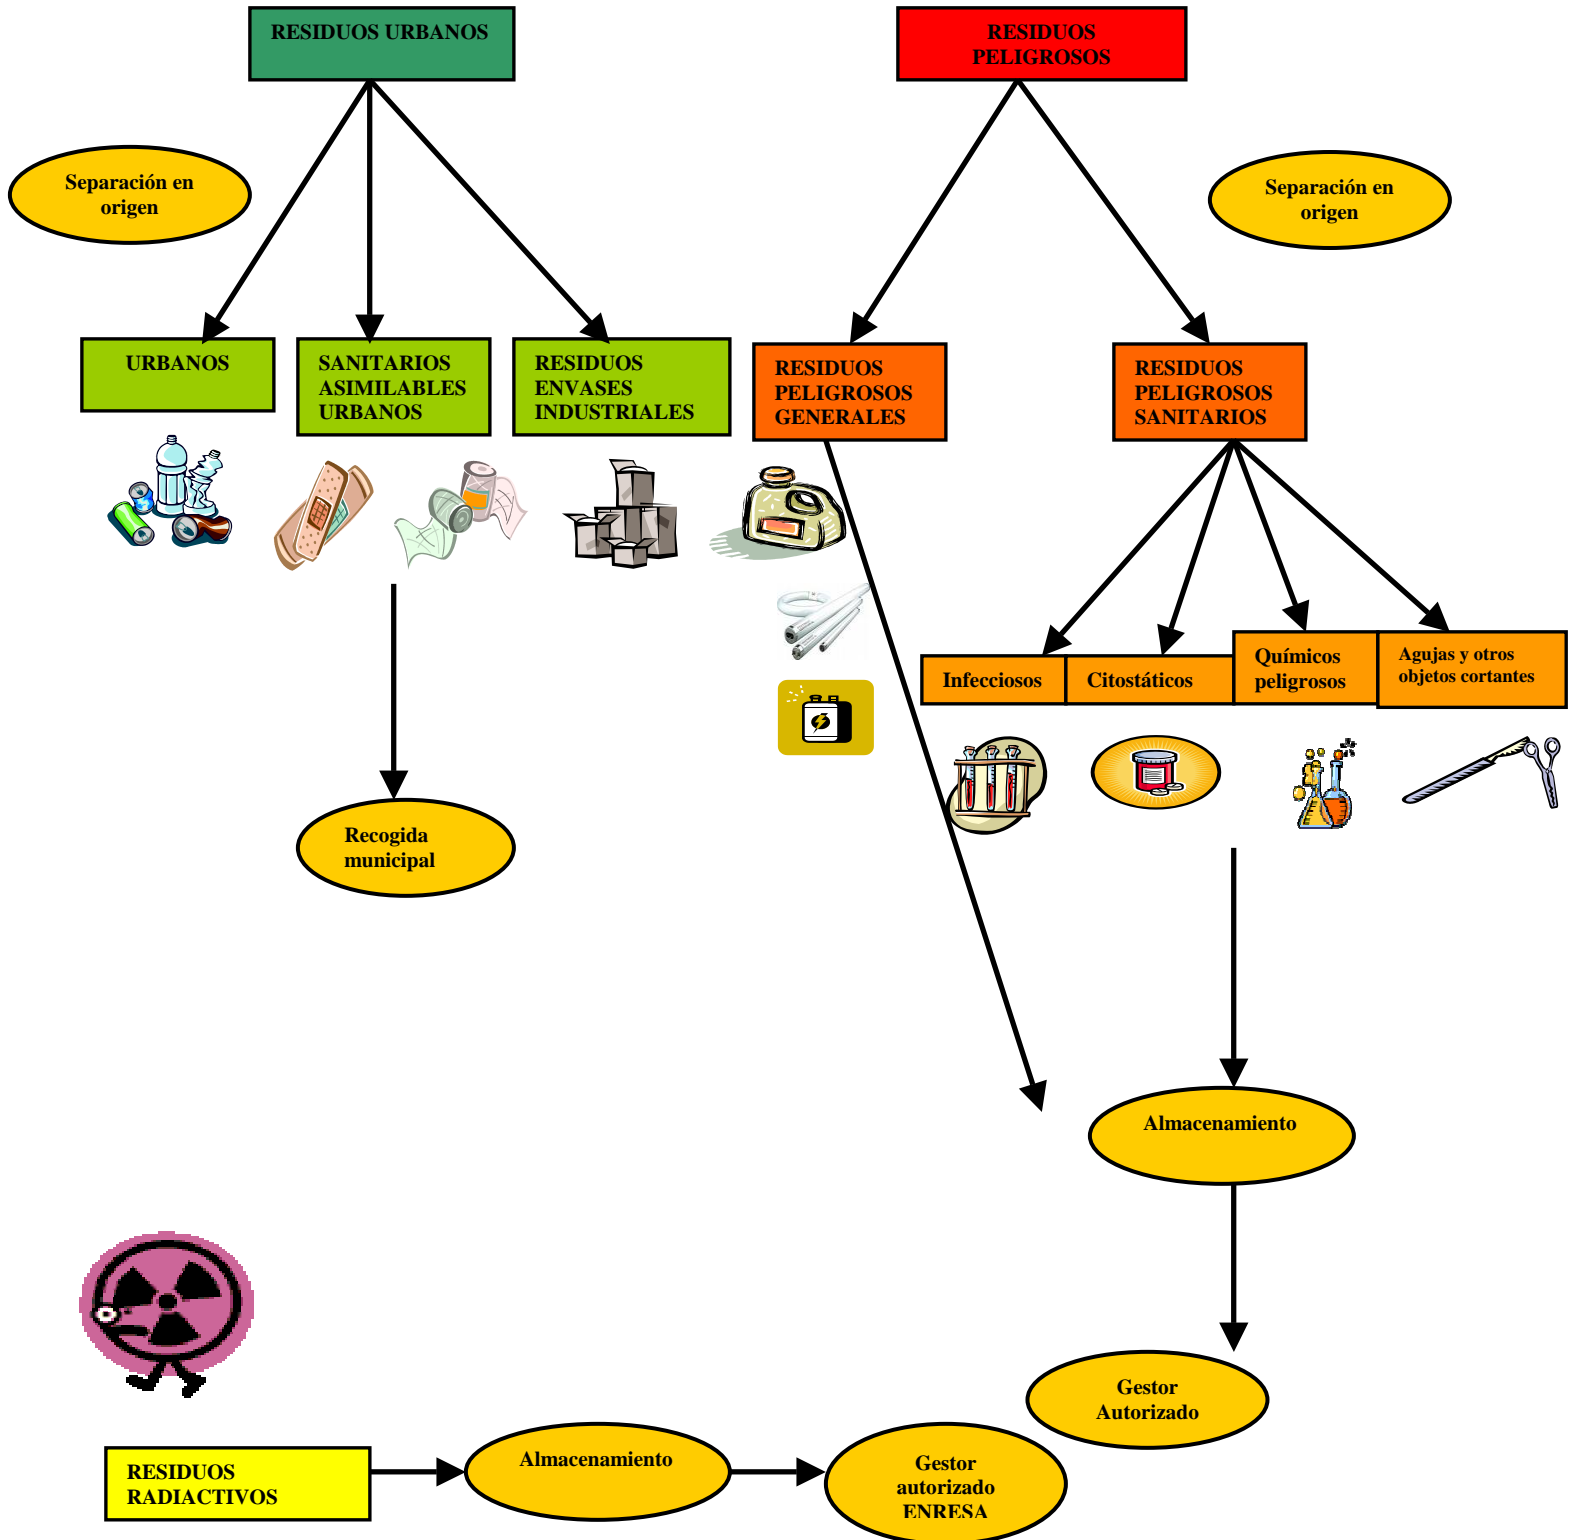 RESIDUOS URBANOS
RESIDUOS
PELIGROSOS
Separación en
origen
Separación en
origen
URBANOS
SANITARIOS
ASIMILABLES
URBANOS
RESIDUOS
ENVASES
INDUSTRIALES
RESIDUOS
PELIGROSOS
GENERALES
RESIDUOS
PELIGROSOS
SANITARIOS
Infecciosos
Citostáticos
Químicos
peligrosos
Agujas y otros
objetos cortantes
Recogida
municipal
Almacenamiento
Gestor
Autorizado
RESIDUOS
RADIACTIVOS
Almacenamiento
Gestor
autorizado
ENRESA